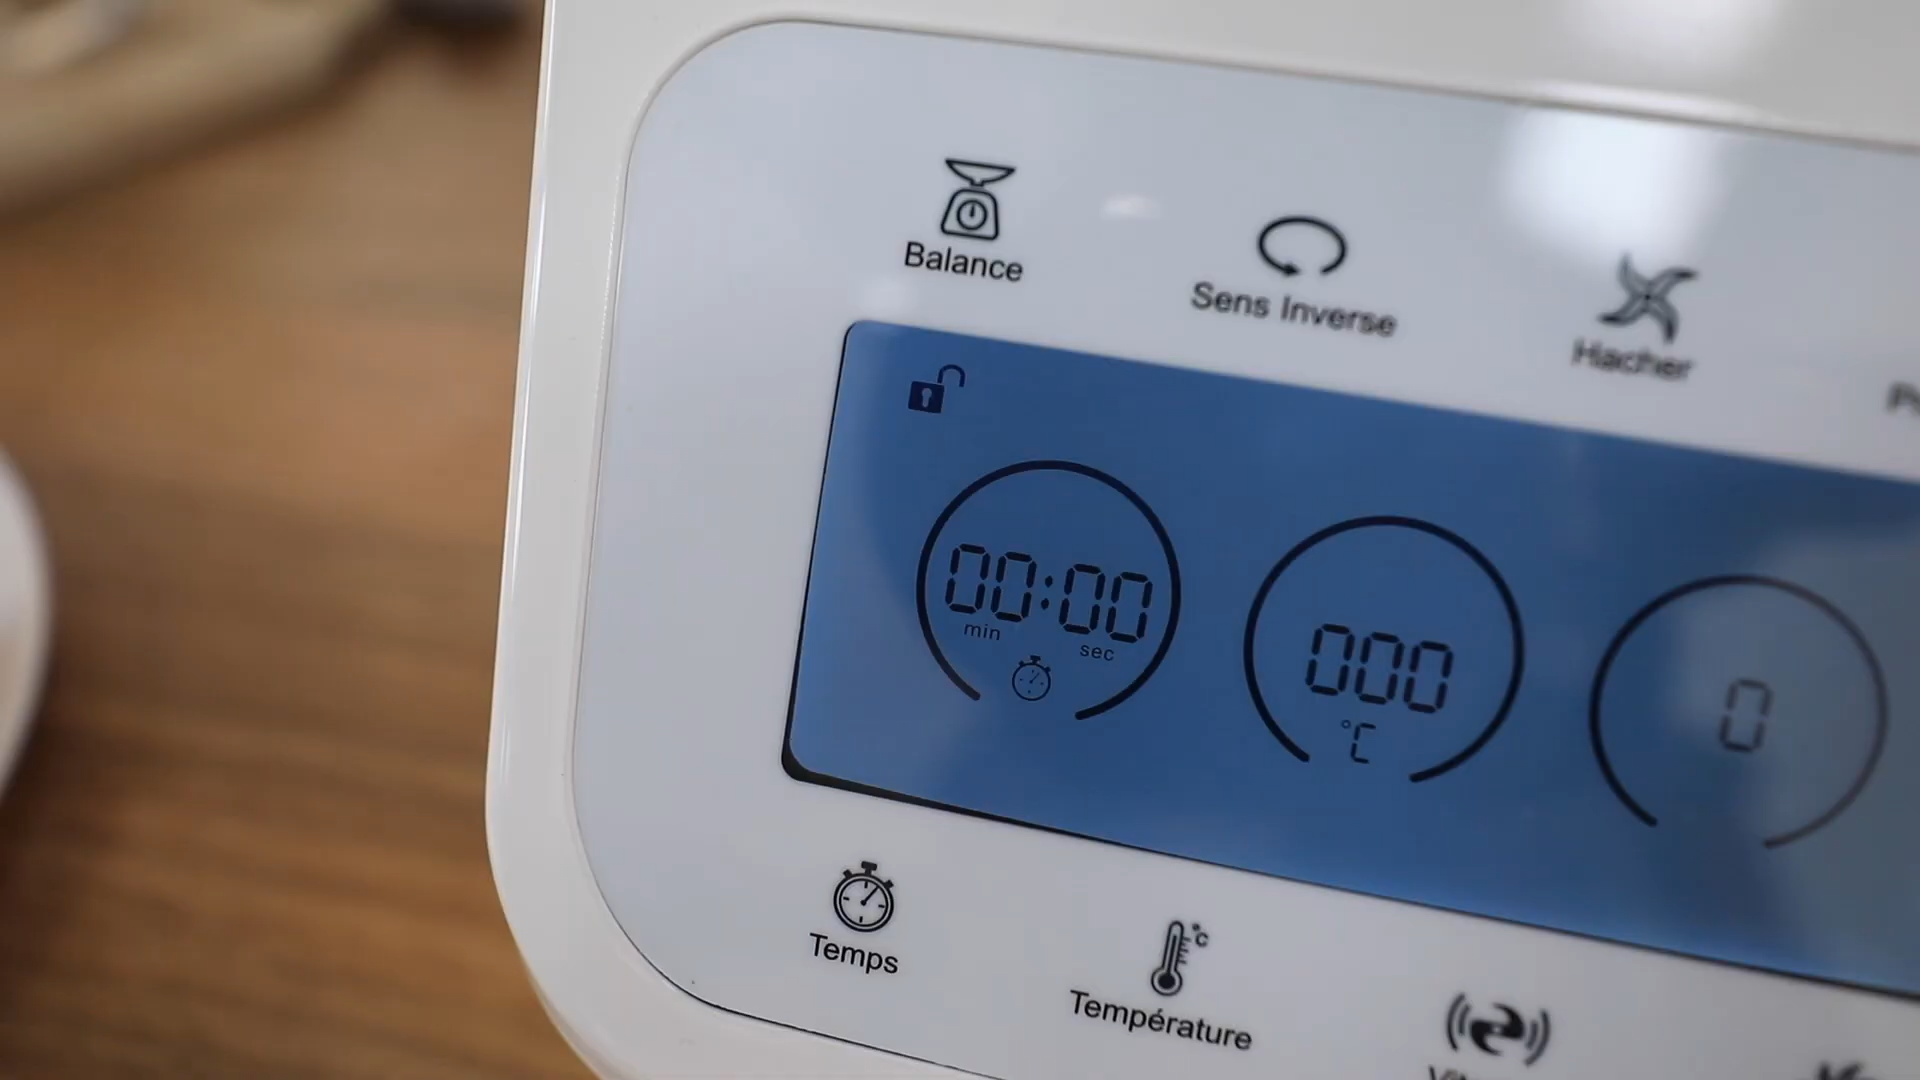 Balance
Sens Inverse
Hacher
00:00
min
sec
000
°C
0
Temps
°C
Température